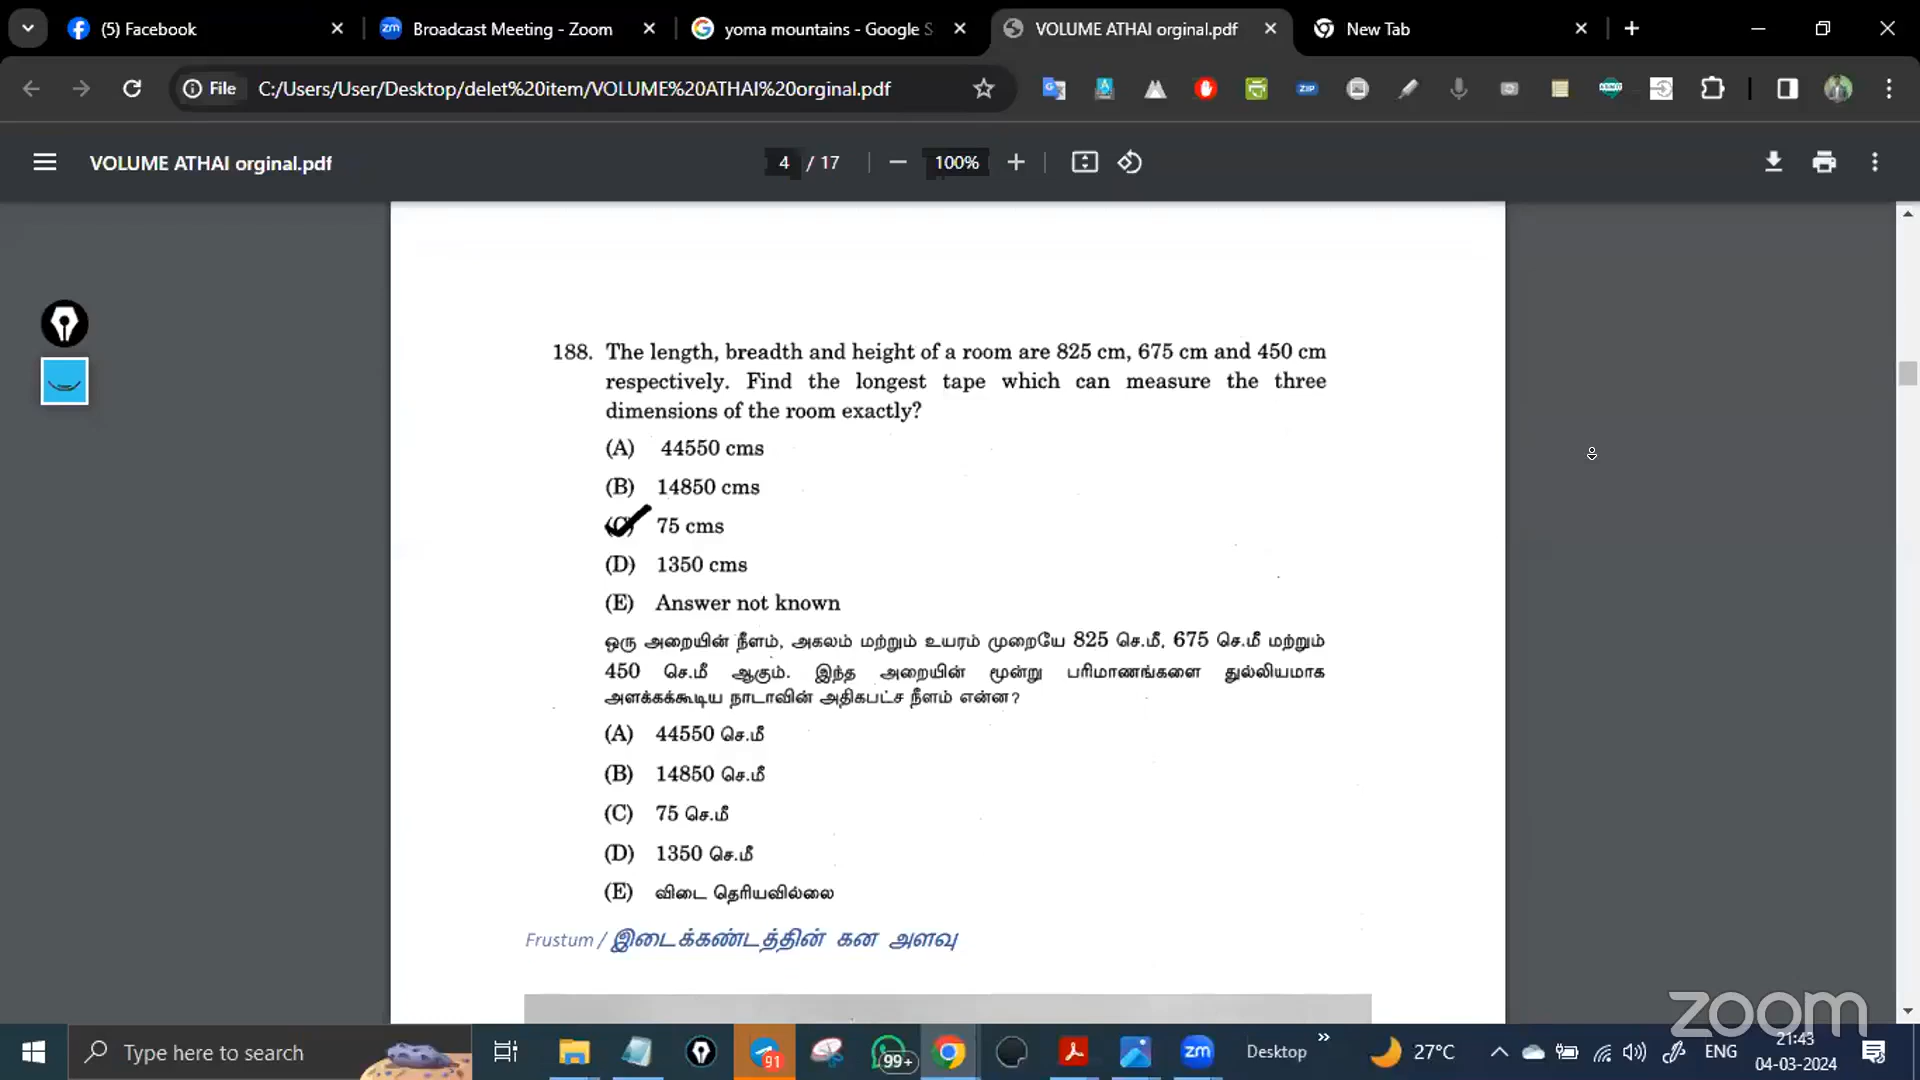 (5) Facebook
zm Broadcast Meeting - Zoom
yoma mountains - Google S
VOLUME ATHAI orginal.pdf
New Tab
File C:/Users/User/Desktop/delet%20item/VOLUME%20ATHAI%20orginal.pdf
ZIP
VOLUME ATHAI orginal.pdf
4 / 17
100%
188. The length, breadth and height of a room are 825 cm, 675 cm and 450 cm
respectively. Find the longest tape which can measure the three
dimensions of the room exactly?
(A) 44550 cms
(B) 14850 cms
(C) 75 cms
(D) 1350 cms
(E) Answer not known
ஒரு அறையின் நீளம், அகலம் மற்றும் உயரம் முறையே 825 செ.மீ, 675 செ.மீ மற்றும்
450 செ.மீ ஆகும். இந்த அறையின் மூன்று பரிமாணங்களை துல்லியமாக
அளக்கக்கூடிய நாடாவின் அதிகபட்ச நீளம் என்ன?
(A) 44550 செ.மீ
(B) 14850 செ.மீ
(C) 75 செ.மீ
(D) 1350 செ.மீ
(E) விடை தெரியவில்லை
Frustum / இடைக்கண்டத்தின் கன அளவு
zoom
Type here to search
91
99+
zm
Desktop
27°C
ENG
21:43
04-03-2024